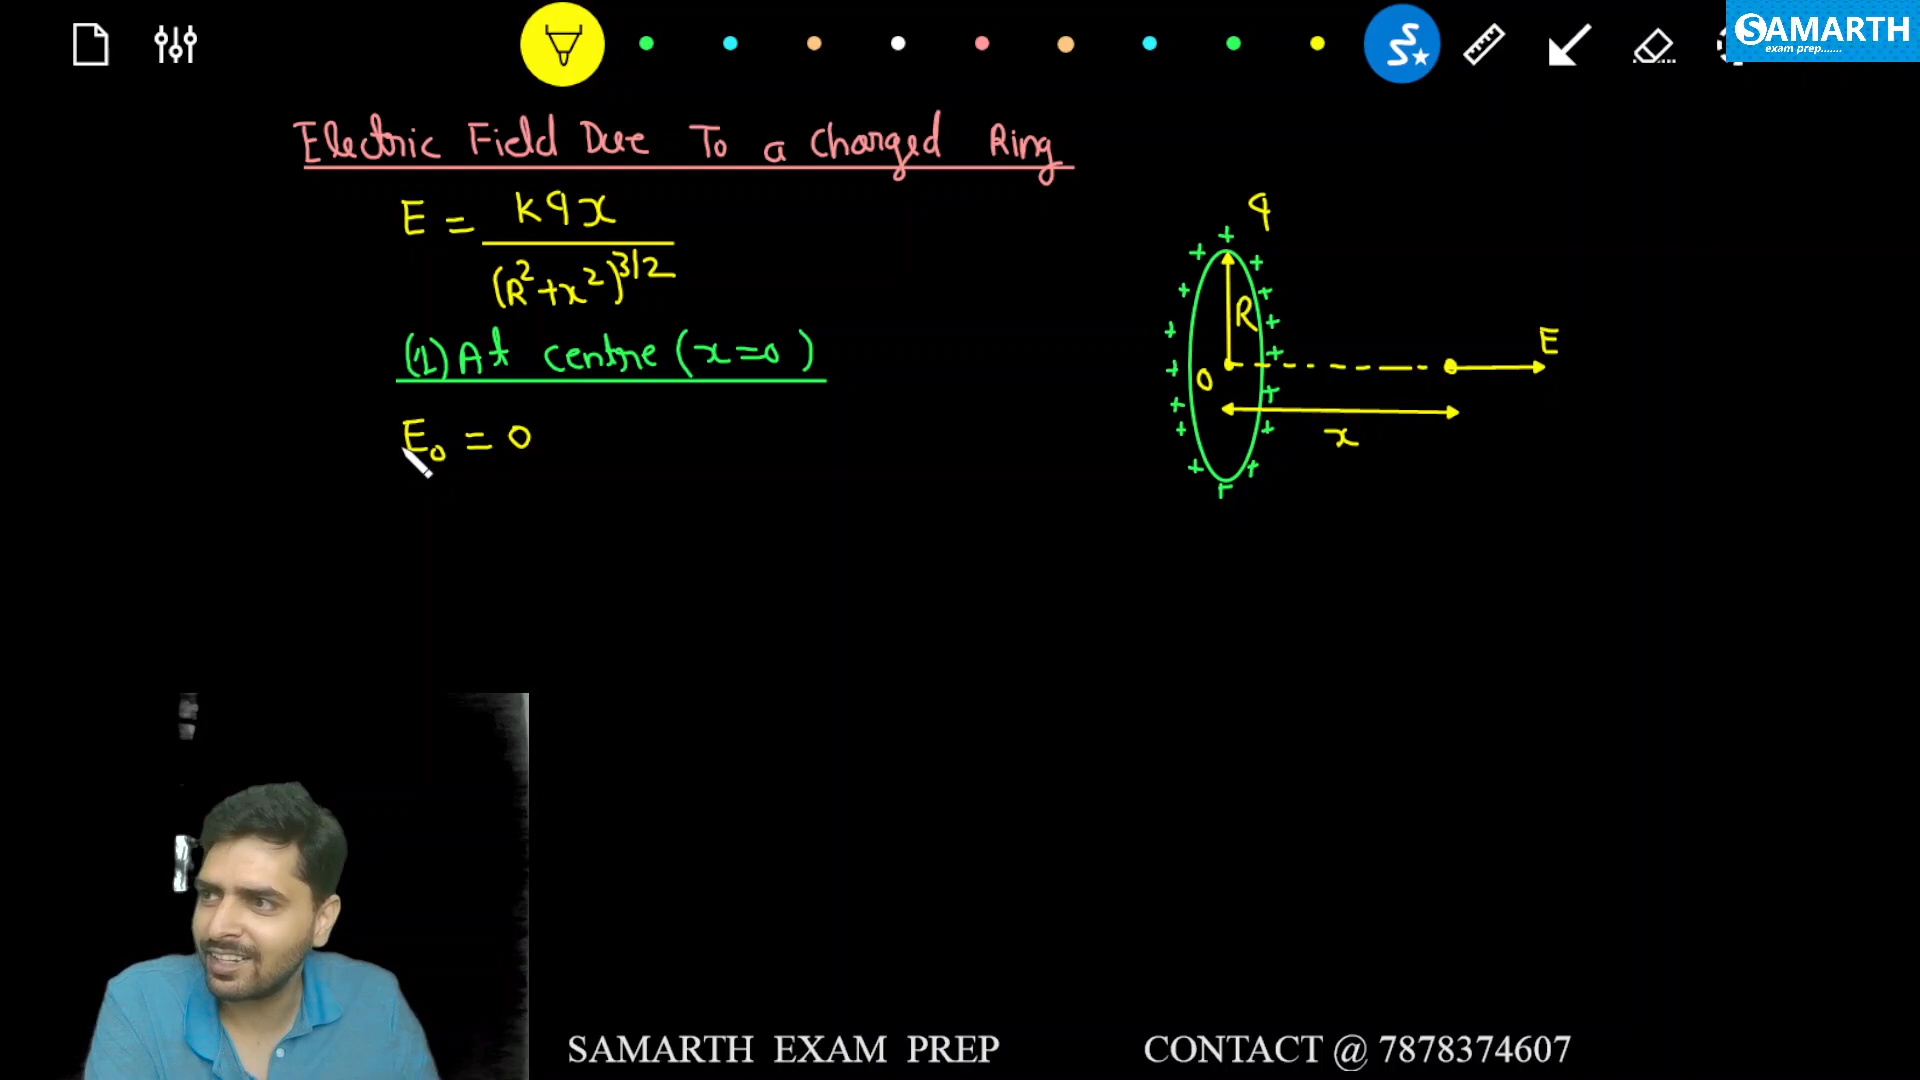 SAMARTH
exam prep.......
Electric Field Due To a Charged Ring
E = kqx / (R²+x²)^3/2
(1) At centre (x=0)
E₀ = 0
q
+ + + + + + + + + + + + + + + + + +
R
O
E
x
SAMARTH EXAM PREP
CONTACT @ 7878374607